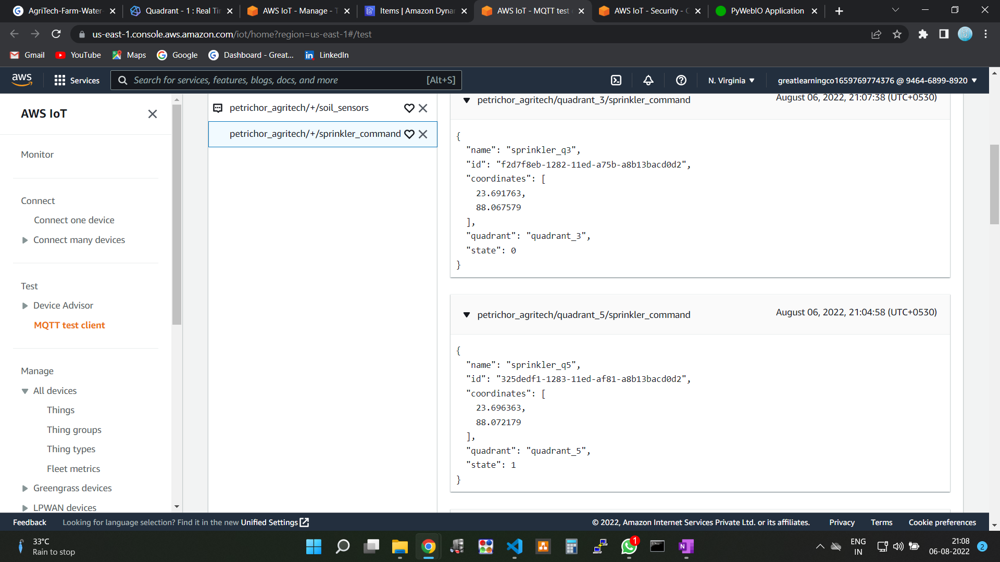 AgriTech-Farm-Water-
Quadrant - 1 : Real Tim
AWS IoT - Manage - T
Items | Amazon Dynam
AWS IoT - MQTT test c
AWS IoT - Security - C
PyWebIO Application
us-east-1.console.aws.amazon.com/iot/home?region=us-east-1#/test
Gmail
YouTube
Maps
Google
Dashboard - Great...
LinkedIn
aws
Services
Search for services, features, blogs, docs, and more
[Alt+S]
N. Virginia
greatlearningco1659769774376 @ 9464-6899-8920
AWS IoT
Monitor
Connect
Connect one device
Connect many devices
Test
Device Advisor
MQTT test client
Manage
All devices
Things
Thing groups
Thing types
Fleet metrics
Greengrass devices
LPWAN devices
petrichor_agritech/+/soil_sensors
petrichor_agritech/+/sprinkler_command
petrichor_agritech/quadrant_3/sprinkler_command
August 06, 2022, 21:07:38 (UTC+0530)
{
"name": "sprinkler_q3",
"id": "f2d7f8eb-1282-11ed-a75b-a8b13bacd0d2",
"coordinates": [
23.691763,
88.067579
],
"quadrant": "quadrant_3",
"state": 0
}
petrichor_agritech/quadrant_5/sprinkler_command
August 06, 2022, 21:04:58 (UTC+0530)
{
"name": "sprinkler_q5",
"id": "325dedf1-1283-11ed-af81-a8b13bacd0d2",
"coordinates": [
23.696363,
88.072179
],
"quadrant": "quadrant_5",
"state": 1
}
Feedback
Looking for language selection? Find it in the new Unified Settings
© 2022, Amazon Internet Services Private Ltd. or its affiliates.
Privacy
Terms
Cookie preferences
33°C
Rain to stop
1
N
ENG
IN
21:08
06-08-2022
2